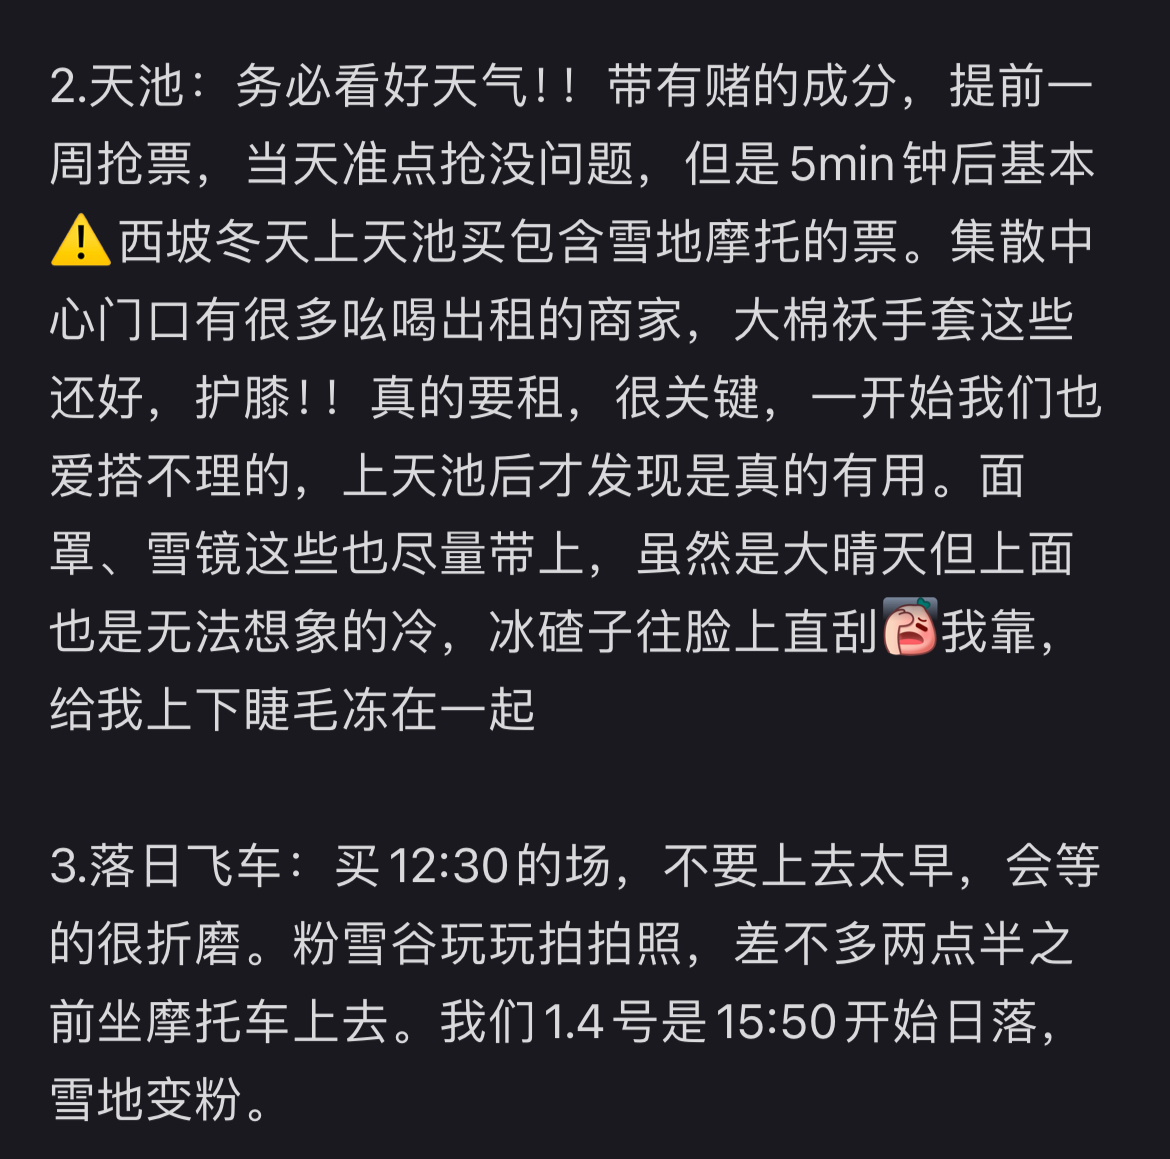 2.天池：务必看好天气！！带有赌的成分，提前一
周抢票，当天准点抢没问题，但是5min钟后基本
⚠️西坡冬天上天池买包含雪地摩托的票。集散中
心门口有很多吆喝出租的商家，大棉袄手套这些
还好，护膝！！真的要租，很关键，一开始我们也
爱搭不理的，上天池后才发现是真的有用。面
罩、雪镜这些也尽量带上，虽然是大晴天但上面
也是无法想象的冷，冰碴子往脸上直刮我靠，
给我上下睫毛冻在一起
3.落日飞车：买12:30的场，不要上去太早，会等
的很折磨。粉雪谷玩玩拍拍照，差不多两点半之
前坐摩托车上去。我们1.4号是15:50开始日落，
雪地变粉。